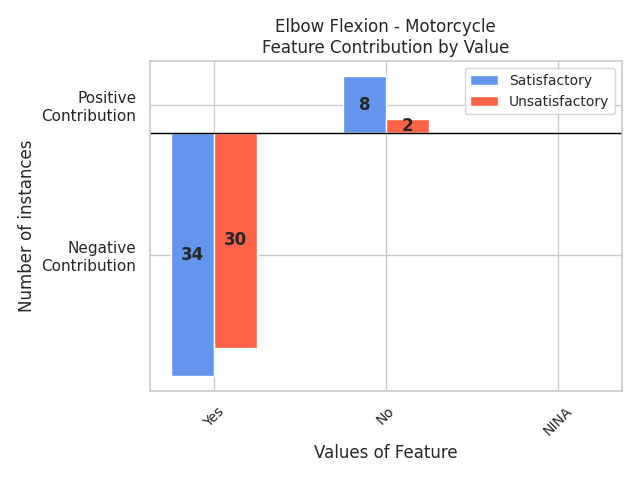 Elbow Flexion - Motorcycle
Feature Contribution by Value
Satisfactory
Unsatisfactory
Positive
Contribution
Negative
Contribution
Number of instances
8
2
34
30
Yes
No
NINA
Values of Feature